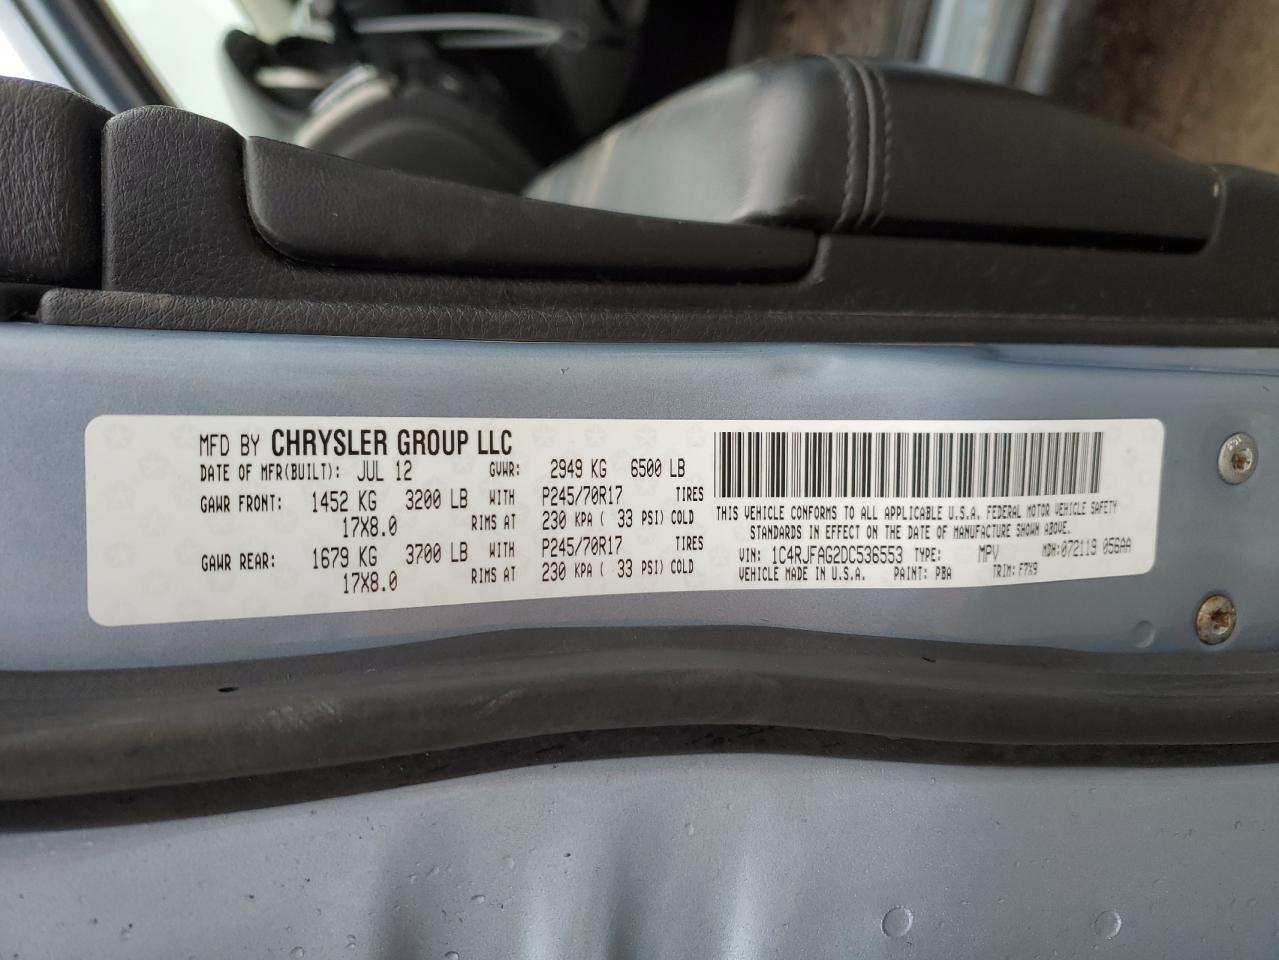 MFD BY CHRYSLER GROUP LLC
DATE OF MFR(BUILT): JUL 12 GVWR: 2949 KG 6500 LB
GAWR FRONT: 1452 KG 3200 LB WITH P245/70R17 TIRES
17X8.0 RIMS AT 230 KPA ( 33 PSI) COLD
GAWR REAR: 1679 KG 3700 LB WITH P245/70R17 TIRES
17X8.0 RIMS AT 230 KPA ( 33 PSI) COLD
THIS VEHICLE CONFORMS TO ALL APPLICABLE U.S.A. FEDERAL MOTOR VEHICLE SAFETY
STANDARDS IN EFFECT ON THE DATE OF MANUFACTURE SHOWN ABOVE.
VIN: 1C4RJFAG2DC536553 TYPE: MPV MDH:072119 056AA
VEHICLE MADE IN U.S.A. PAINT: PBA TRIM: F7X9